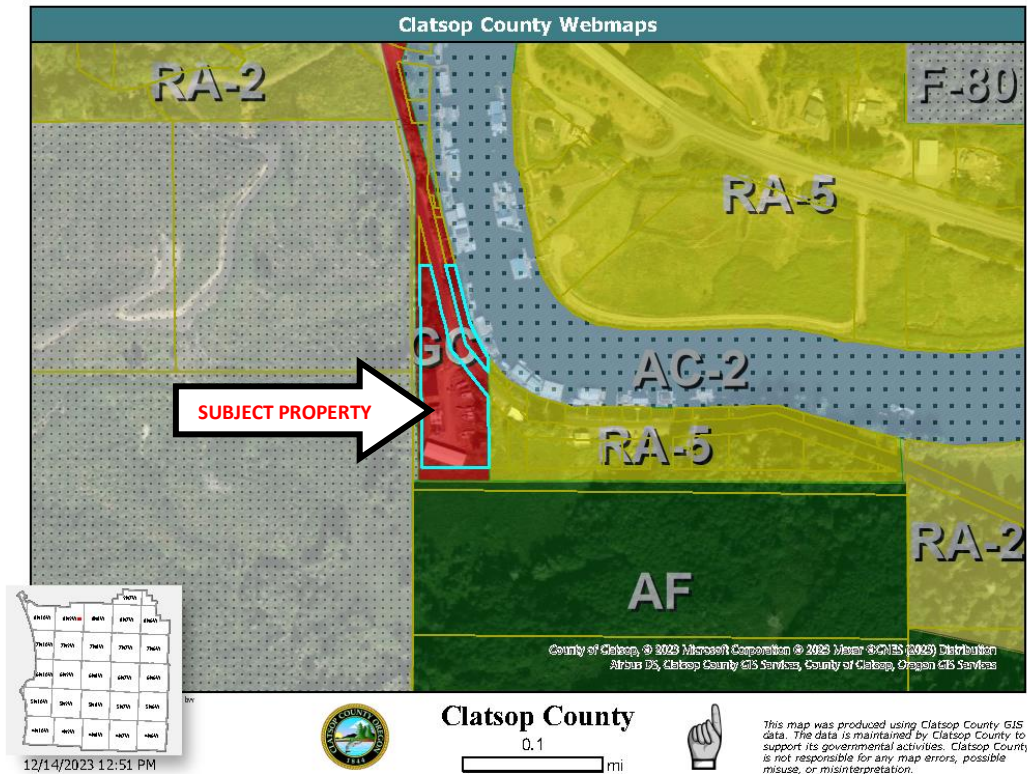 Clatsop County Webmaps
RA-2
F-80
RA-5
GC
AC-2
SUBJECT PROPERTY
RA-5
RA-2
AF
County of Clatsop, © 2023 Microsoft Corporation © 2023 Maxar ©CNES (2023) Distribution
Airbus DS, Clatsop County GIS Services, County of Clatsop, Oregon GIS Services
Clatsop County
0.1
mi
CLATSOP COUNTY OREGON
1844
This map was produced using Clatsop County GIS
data. The data is maintained by Clatsop County to
support its governmental activities. Clatsop County
is not responsible for any map errors, possible
misuse, or misinterpretation.
12/14/2023 12:51 PM